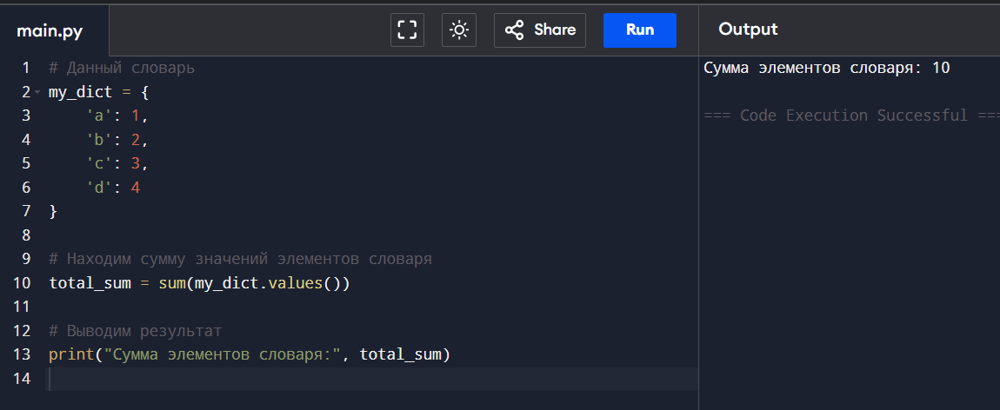 main.py
Share
Run
Output
1 # Данный словарь
2 my_dict = {
3     'a': 1,
4     'b': 2,
5     'c': 3,
6     'd': 4
7 }
8
9 # Находим сумму значений элементов словаря
10 total_sum = sum(my_dict.values())
11
12 # Выводим результат
13 print("Сумма элементов словаря:", total_sum)
14
Сумма элементов словаря: 10
=== Code Execution Successful ===